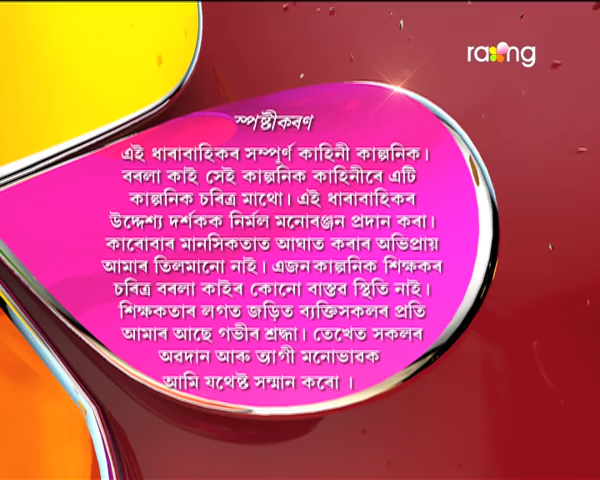 rang
স্পষ্টীকৰণ
এই ধাৰাবাহিকৰ সম্পূৰ্ণ কাহিনী কাল্পনিক।
বৰলা কাই সেই কাল্পনিক কাহিনীৰে এটি
কাল্পনিক চৰিত্ৰ মাথো। এই ধাৰাবাহিকৰ
উদ্দেশ্য দৰ্শকক নিৰ্মল মনোৰঞ্জন প্ৰদান কৰা।
কাৰোবাৰ মানসিকতাত আঘাত কৰাৰ অভিপ্ৰায়
আমাৰ তিলমানো নাই। এজন কাল্পনিক শিক্ষকৰ
চৰিত্ৰ বৰলা কাইৰ কোনো বাস্তৱ স্থিতি নাই।
শিক্ষকতাৰ লগত জড়িত ব্যক্তিসকলৰ প্ৰতি
আমাৰ আছে গভীৰ শ্ৰদ্ধা। তেখেত সকলৰ
অৱদান আৰু ত্যাগী মনোভাৱক
আমি যথেষ্ট সন্মান কৰো ।